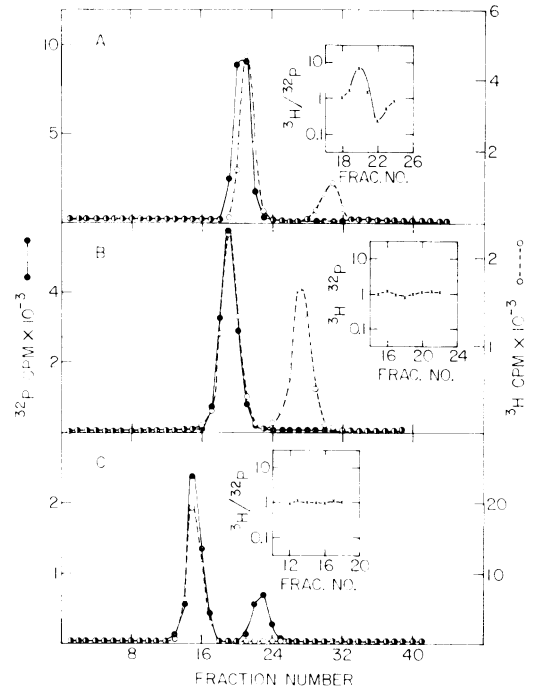 A
10
5
6
4
2
³H/³²P
10
1
0.1
18 22 26
FRAC. NO.
B
4
2
2
1
³H ³²P
10
1
0.1
16 20 24
FRAC. NO.
C
2
1
20
10
³H/³²P
10
1
0.1
12 16 20
FRAC. NO.
8 16 24 32 40
FRACTION NUMBER
³²P CPM × 10⁻³
³H CPM × 10⁻³